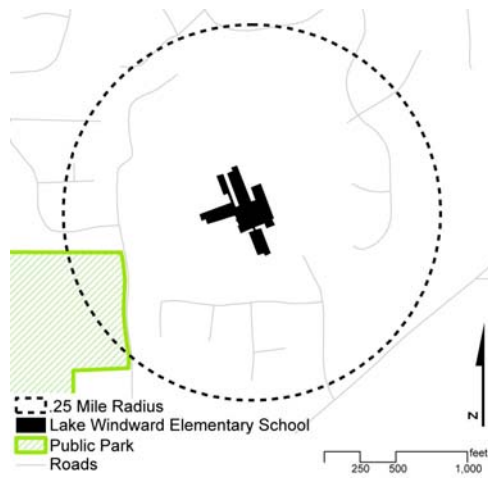 .25 Mile Radius
Lake Windward Elementary School
Public Park
Roads
N
feet
250 500 1,000